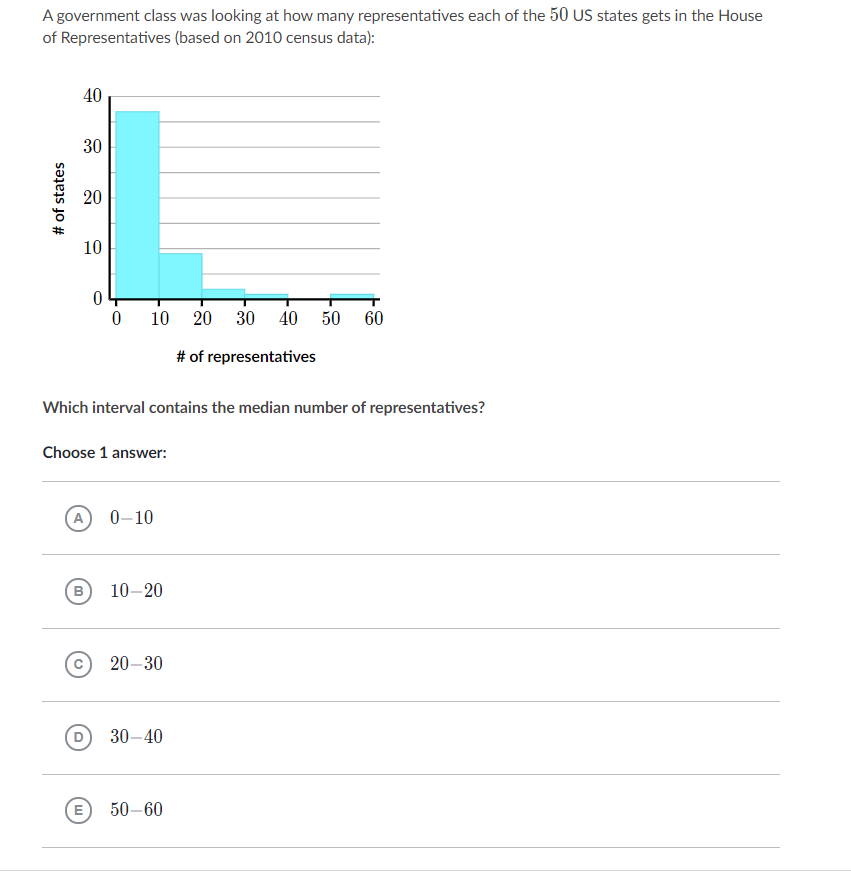 A government class was looking at how many representatives each of the 50 US states gets in the House
of Representatives (based on 2010 census data):
40
30
20
10
0
# of states
0 10 20 30 40 50 60
# of representatives
Which interval contains the median number of representatives?
Choose 1 answer:
A 0–10
B 10–20
C 20–30
D 30–40
E 50–60